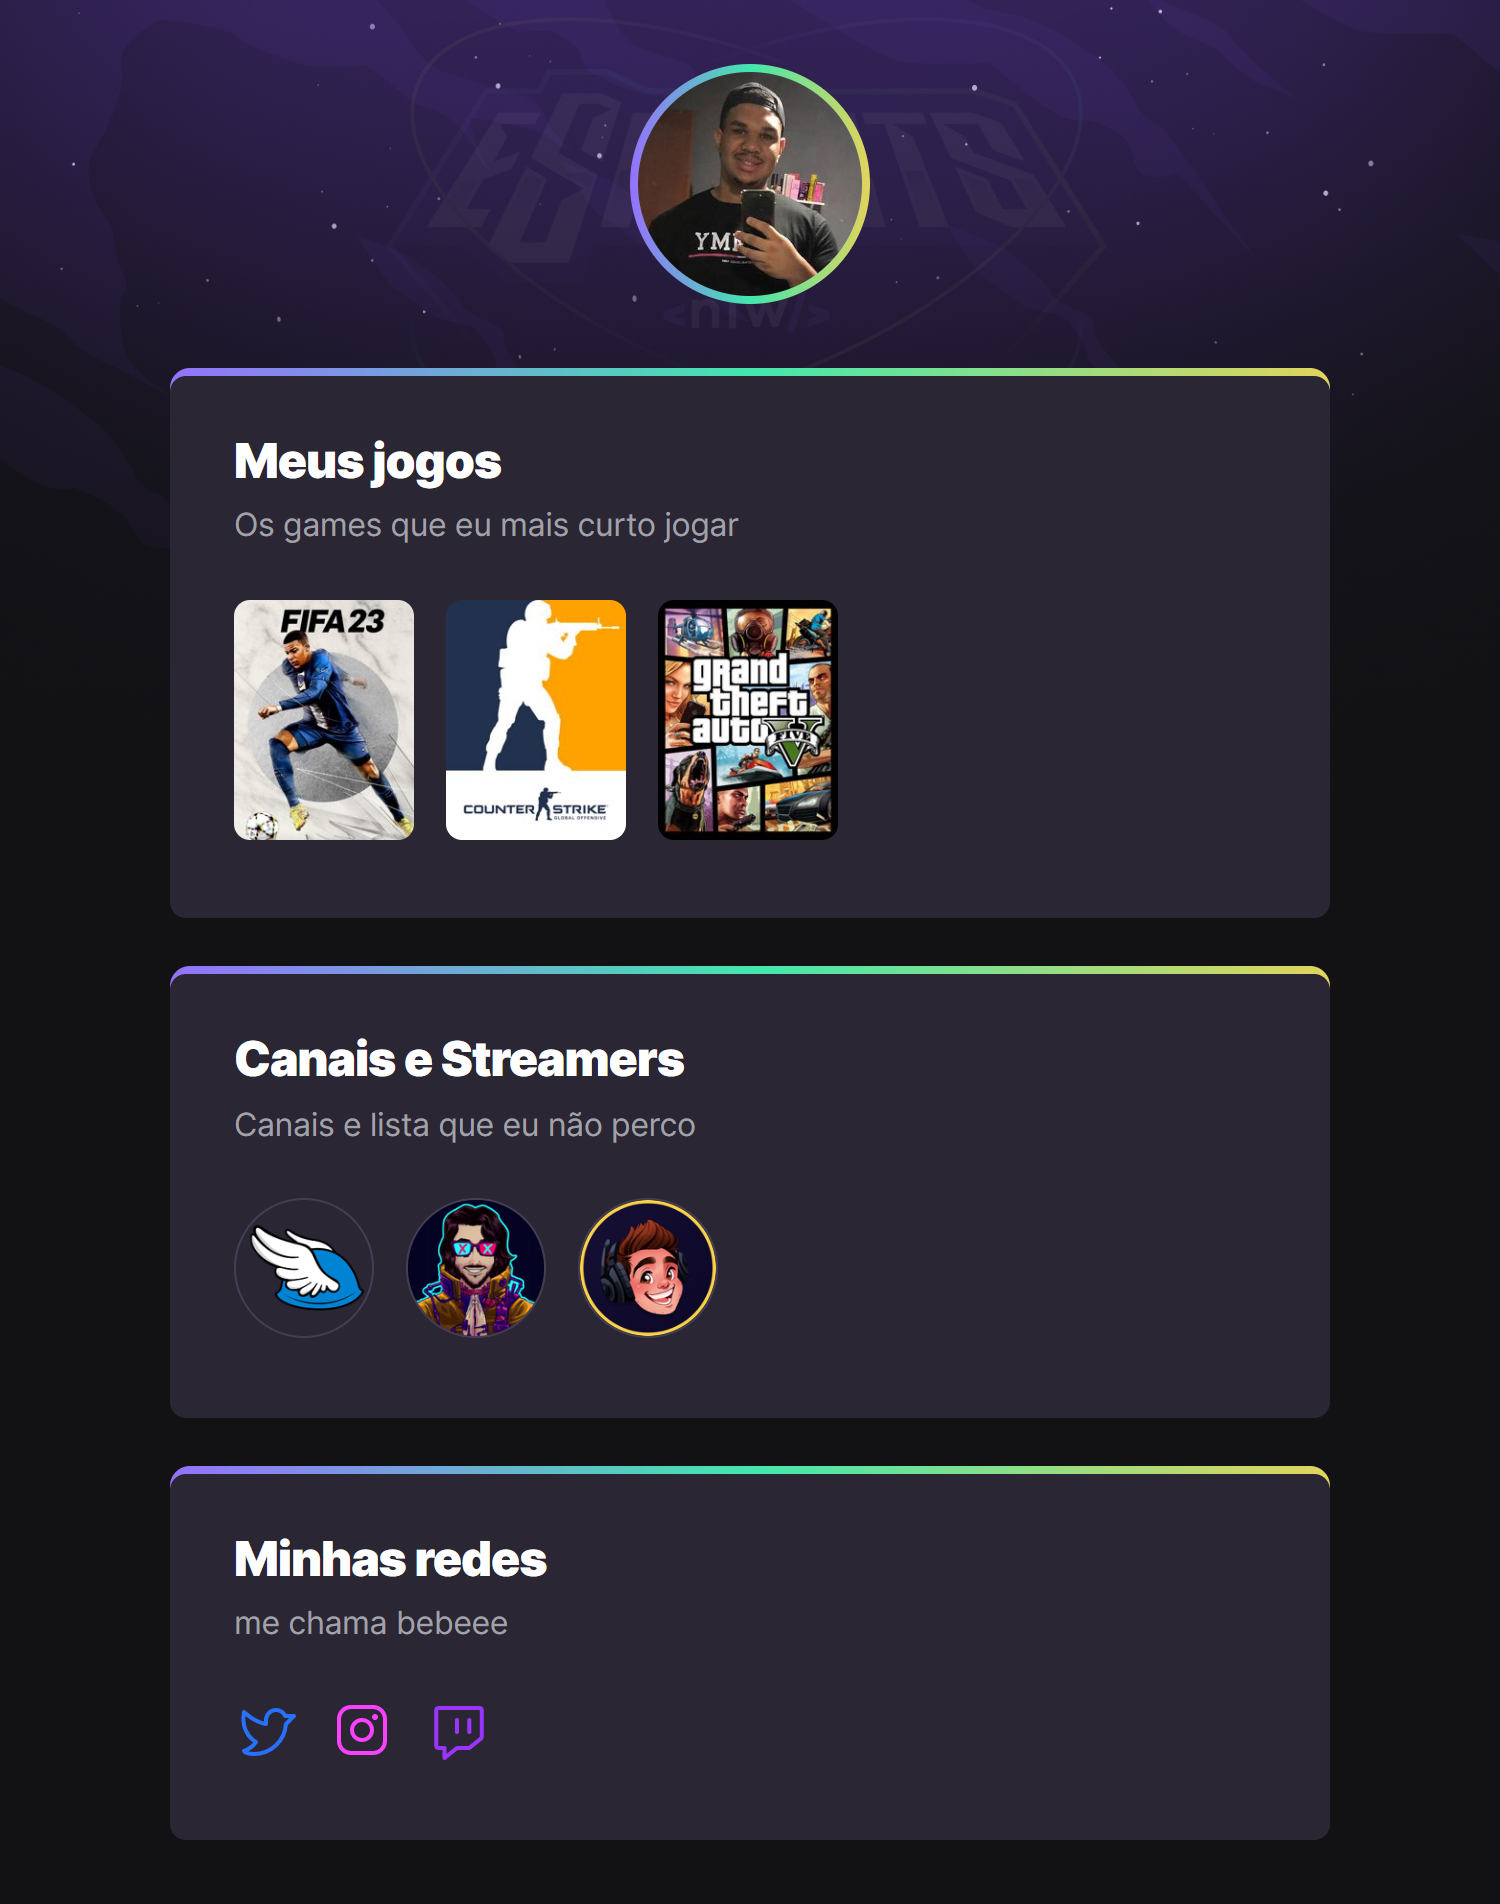 <nlw/>
Meus jogos
Os games que eu mais curto jogar
FIFA 23
COUNTER STRIKE
GLOBAL OFFENSIVE
grand
theft
auto V
FIVE
Canais e Streamers
Canais e lista que eu não perco
Minhas redes
me chama bebeee